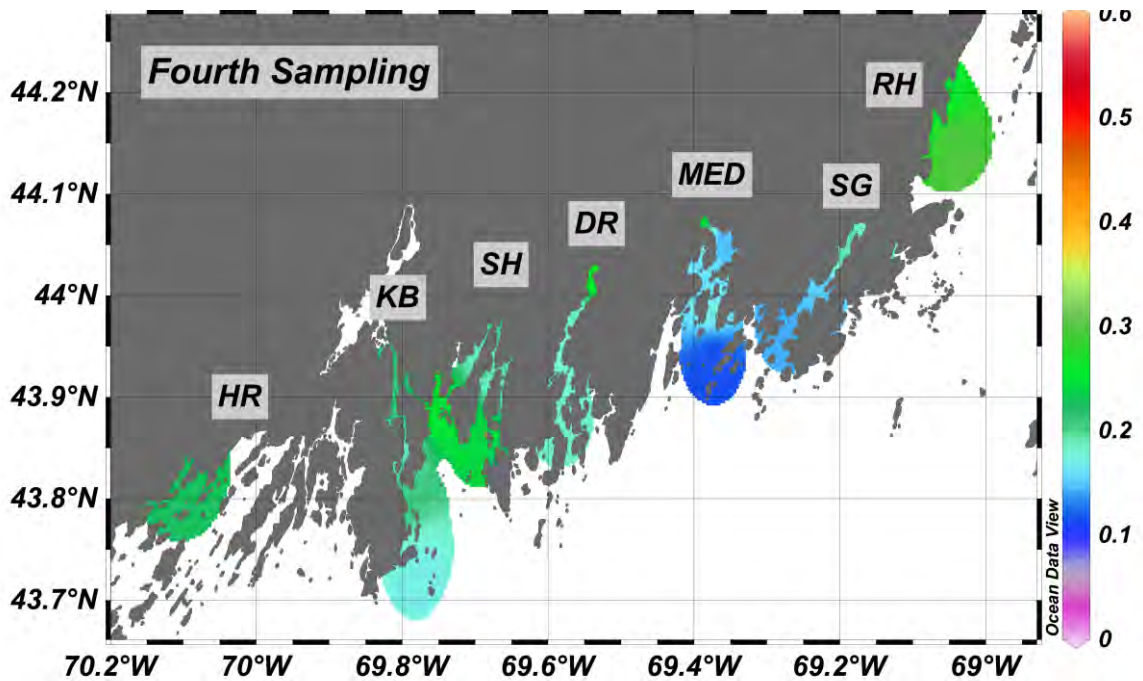 Fourth Sampling
RH
MED
SG
DR
SH
KB
HR
44.2°N
44.1°N
44°N
43.9°N
43.8°N
43.7°N
70.2°W
70°W
69.8°W
69.6°W
69.4°W
69.2°W
69°W
0.6
0.5
0.4
0.3
0.2
0.1
0
Ocean Data View